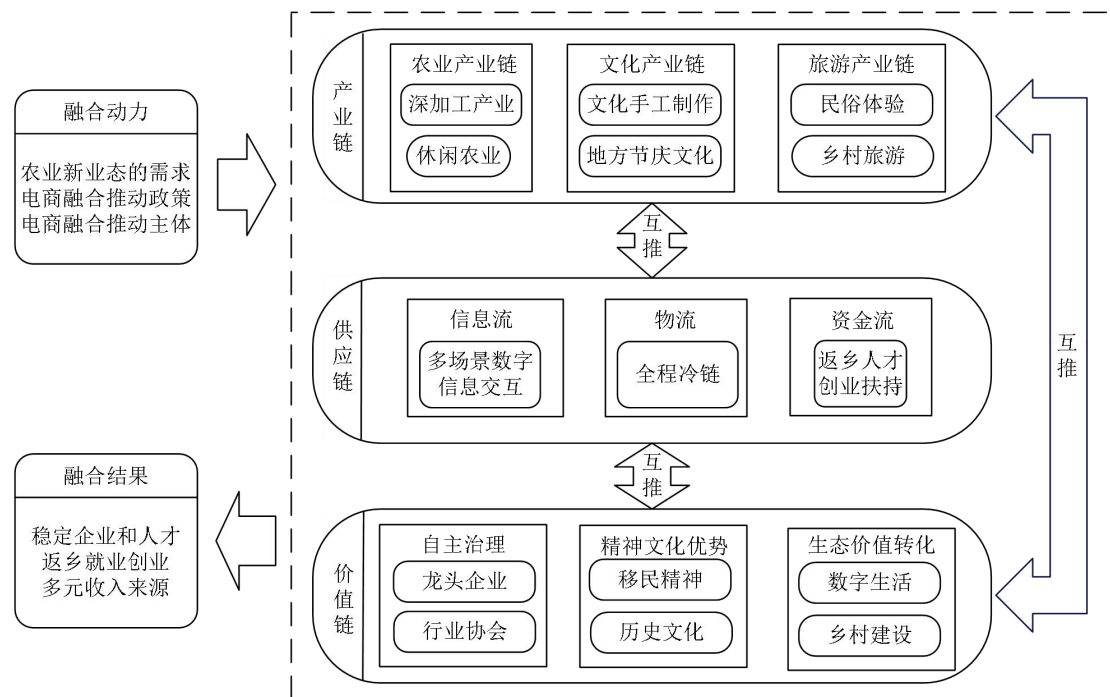 融合动力
农业新业态的需求
电商融合推动政策
电商融合推动主体
产业链
农业产业链
深加工产业
休闲农业
文化产业链
文化手工制作
地方节庆文化
旅游产业链
民俗体验
乡村旅游
互推
供应链
信息流
多场景数字
信息交互
物流
全程冷链
资金流
返乡人才
创业扶持
互推
互推
融合结果
稳定企业和人才
返乡就业创业
多元收入来源
价值链
自主治理
龙头企业
行业协会
精神文化优势
移民精神
历史文化
生态价值转化
数字生活
乡村建设